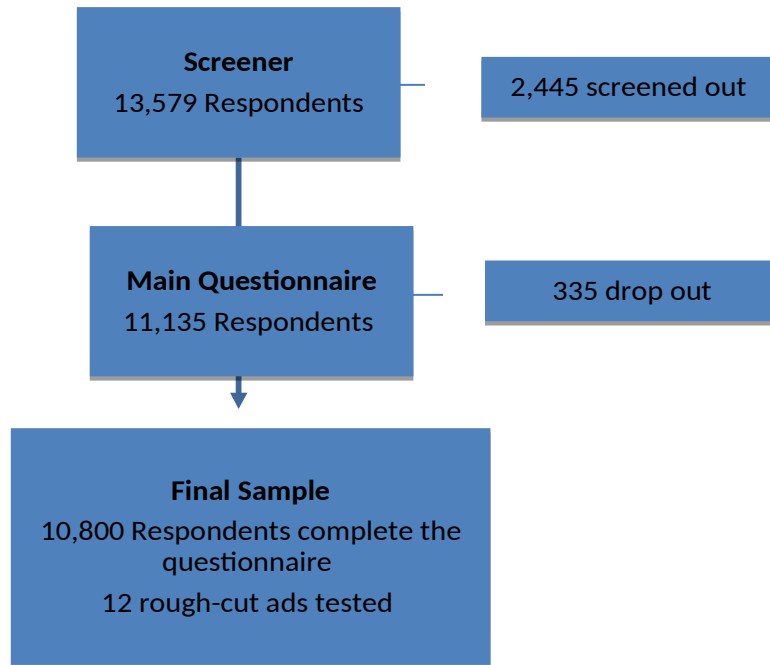 Screener
13,579 Respondents
2,445 screened out
Main Questionnaire
11,135 Respondents
335 drop out
Final Sample
10,800 Respondents complete the
questionnaire
12 rough-cut ads tested